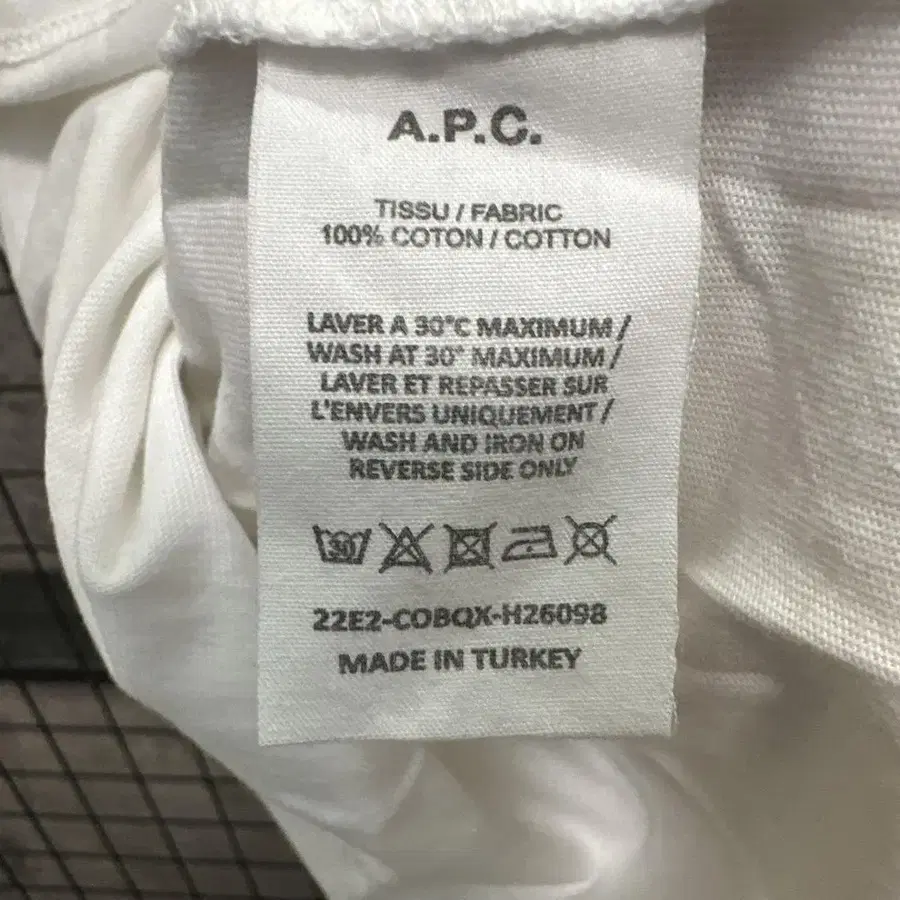 A.P.C.
TISSU / FABRIC
100% COTON / COTTON
LAVER A 30°C MAXIMUM /
WASH AT 30° MAXIMUM /
LAVER ET REPASSER SUR
L'ENVERS UNIQUEMENT /
WASH AND IRON ON
REVERSE SIDE ONLY
30
22E2-COBQX-H26098
MADE IN TURKEY